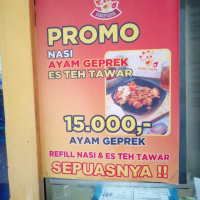 PROMO
NASI
AYAM GEPREK
ES TEH TAWAR
15.000,-
AYAM GEPREK
REFILL NASI & ES TEH TAWAR
SEPUASNYA !!